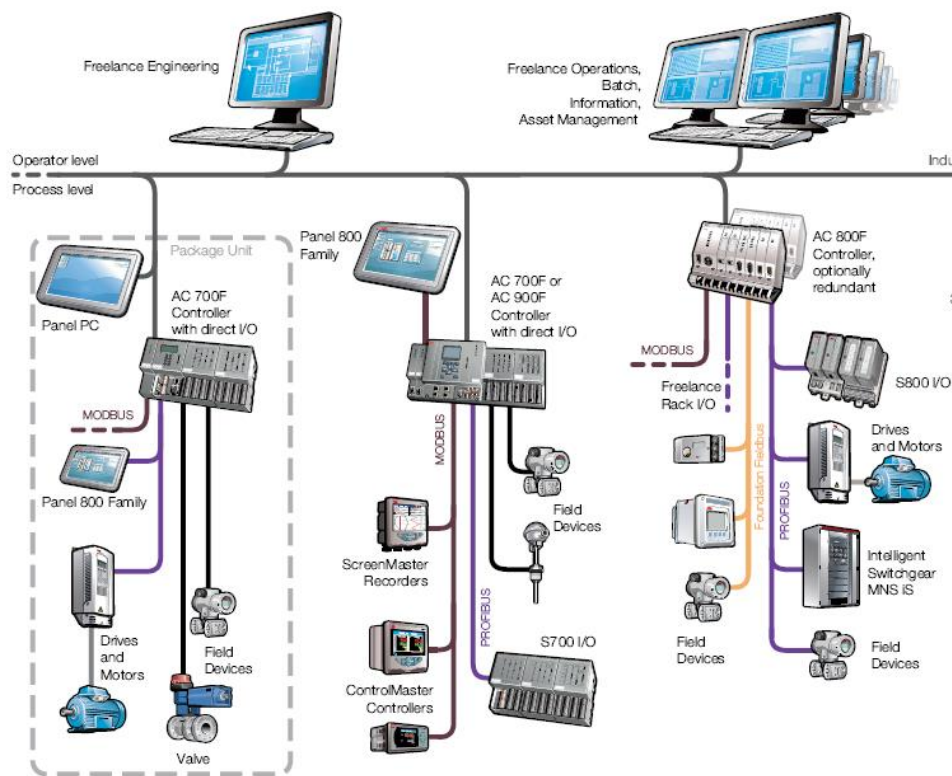 Freelance Engineering
Freelance Operations,
Batch,
Information,
Asset Management
Operator level
Indu
Process level
Package Unit
Panel PC
AC 700F
Controller
with direct I/O
MODBUS
Panel 800 Family
Drives
and
Motors
Field
Devices
Valve
Panel 800
Family
AC 700F or
AC 900F
Controller
with direct I/O
MODBUS
Field
Devices
ScreenMaster
Recorders
PROFIBUS
S700 I/O
ControlMaster
Controllers
AC 800F
Controller,
optionally
redundant
MODBUS
Freelance
Rack I/O
S800 I/O
Drives
and Motors
Foundation Fieldbus
PROFIBUS
Intelligent
Switchgear
MNS iS
Field
Devices
Field
Devices